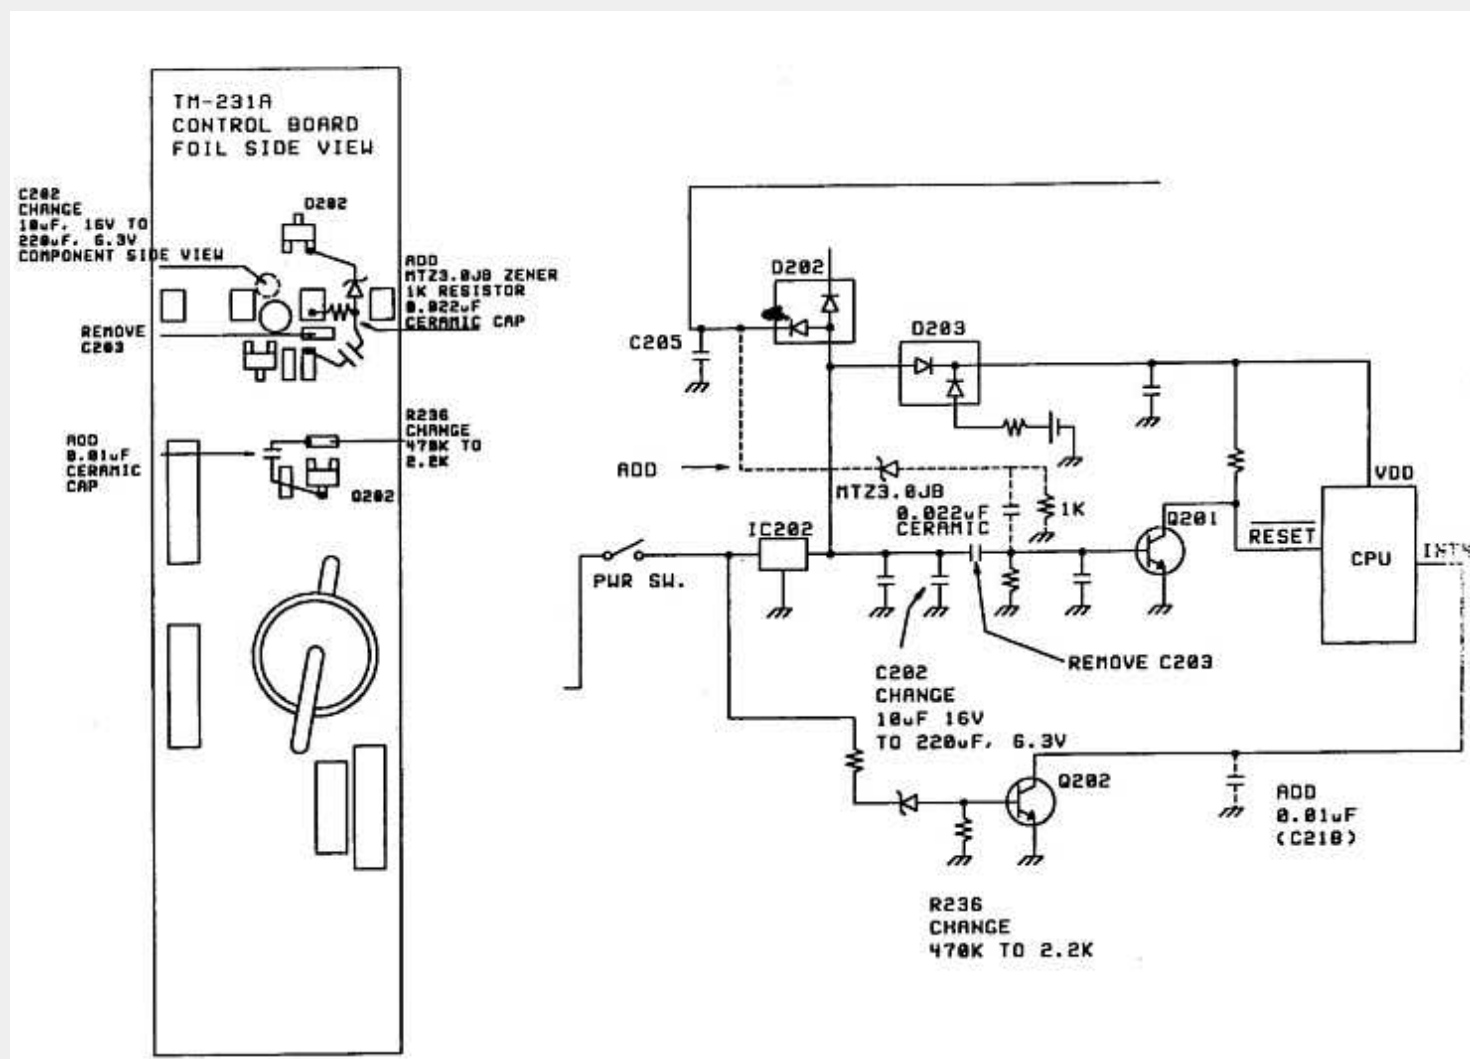 TM-231A
CONTROL BOARD
FOIL SIDE VIEW
C202
CHANGE
10uF, 16V TO
220uF, 6.3V
COMPONENT SIDE VIEW
D202
ADD
MTZ3.0JB ZENER
1K RESISTOR
0.022uF
CERAMIC CAP
REMOVE
C203
R236
CHANGE
470K TO
2.2K
ADD
0.01uF
CERAMIC
CAP
Q202
D202
C205
D203
ADD
MTZ3.0JB
0.022uF
CERAMIC
1K
IC202
PWR SW.
Q201
RESET
VDD
CPU
REMOVE C203
C202
CHANGE
10uF 16V
TO 220uF, 6.3V
Q202
ADD
0.01uF
(C218)
R236
CHANGE
470K TO 2.2K